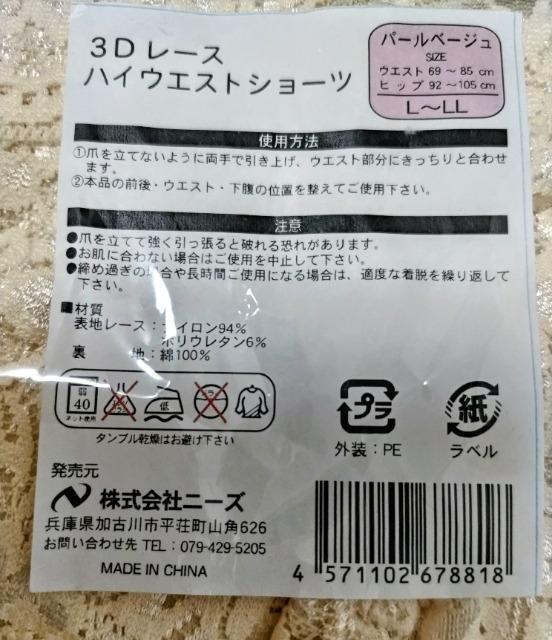 3Dレース
ハイウエストショーツ
パールベージュ
SIZE
ウエスト 69～85 cm
ヒップ 92～105cm
L～LL
使用方法
①爪を立てないように両手で引き上げ、ウエスト部分にきっちりと合わせ
ます。
②本品の前後・ウエスト・下腹の位置を整えてご使用下さい。
注意
●爪を立てて強く引っ張ると破れる恐れがあります。
●お肌に合わない場合はご使用を中止して下さい。
●締め過ぎの場合や長時間ご使用になる場合は、適度な着脱を繰り返して
下さい。
■材質
表地レース：ナイロン94%
ポリウレタン6%
裏 地：綿100%
弱
40
ネット使用
低
タンブル乾燥はお避け下さい
プラ
外装：PE
紙
ラベル
発売元
株式会社ニーズ
兵庫県加古川市平荘町山角626
お問い合わせ先 TEL：079-429-5205
MADE IN CHINA
4 571102 678818